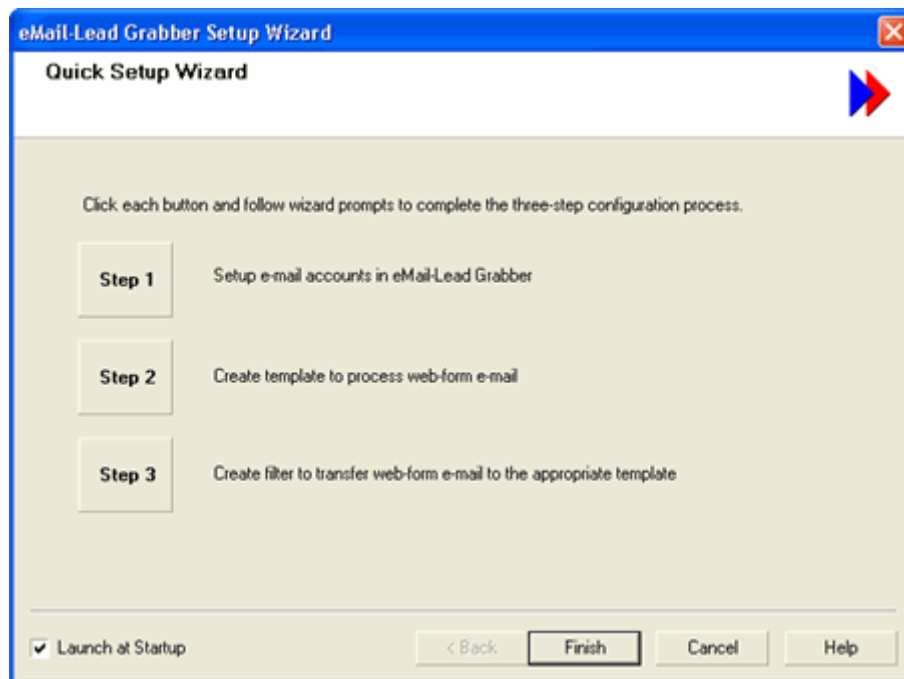 eMail-Lead Grabber Setup Wizard
Quick Setup Wizard
Click each button and follow wizard prompts to complete the three-step configuration process.
Step 1 Setup e-mail accounts in eMail-Lead Grabber
Step 2 Create template to process web-form e-mail
Step 3 Create filter to transfer web-form e-mail to the appropriate template
Launch at Startup < Back Finish Cancel Help